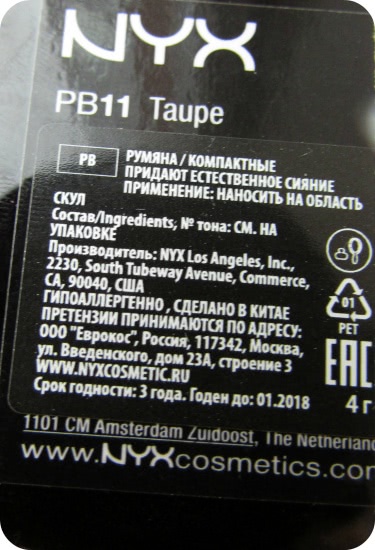 NYX
PB11 Taupe
PB
РУМЯНА / КОМПАКТНЫЕ
ПРИДАЮТ ЕСТЕСТВЕННОЕ СИЯНИЕ
ПРИМЕНЕНИЕ: НАНОСИТЬ НА ОБЛАСТЬ
СКУЛ
Состав/Ingredients, № тона: СМ. НА
УПАКОВКЕ
Производитель: NYX Los Angeles, Inc.,
2230, South Tubeway Avenue, Commerce,
CA, 90040, США
ГИПОАЛЛЕРГЕННО , СДЕЛАНО В КИТАЕ
ПРЕТЕНЗИИ ПРИНИМАЮТСЯ ПО АДРЕСУ:
ООО "Еврокос", Россия, 117342, Москва,
ул. Введенского, дом 23А, строение 3
WWW.NYXCOSMETIC.RU
Срок годности: 3 года. Годен до: 01.2018
01
PET
EAC
4 г
1101 CM Amsterdam Zuidoost, The Netherland
www.NYXcosmetics.com